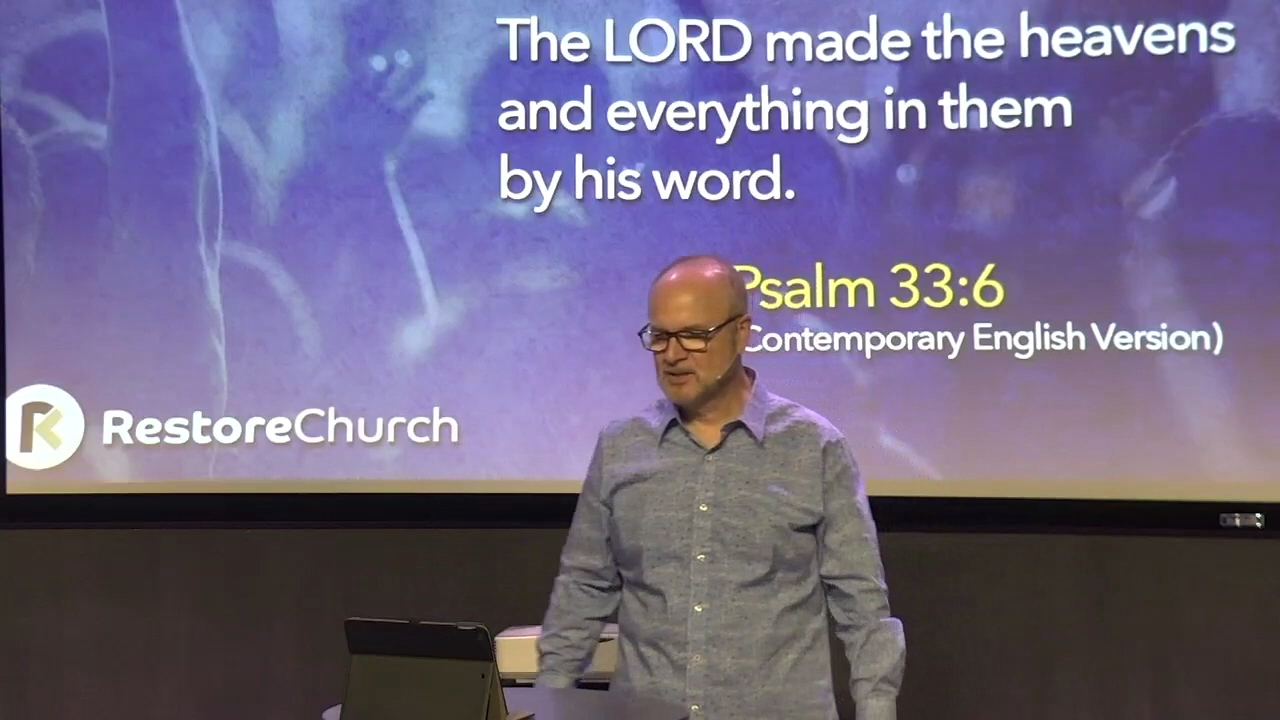 The LORD made the heavens
and everything in them
by his word.
Psalm 33:6
Contemporary English Version)
RestoreChurch